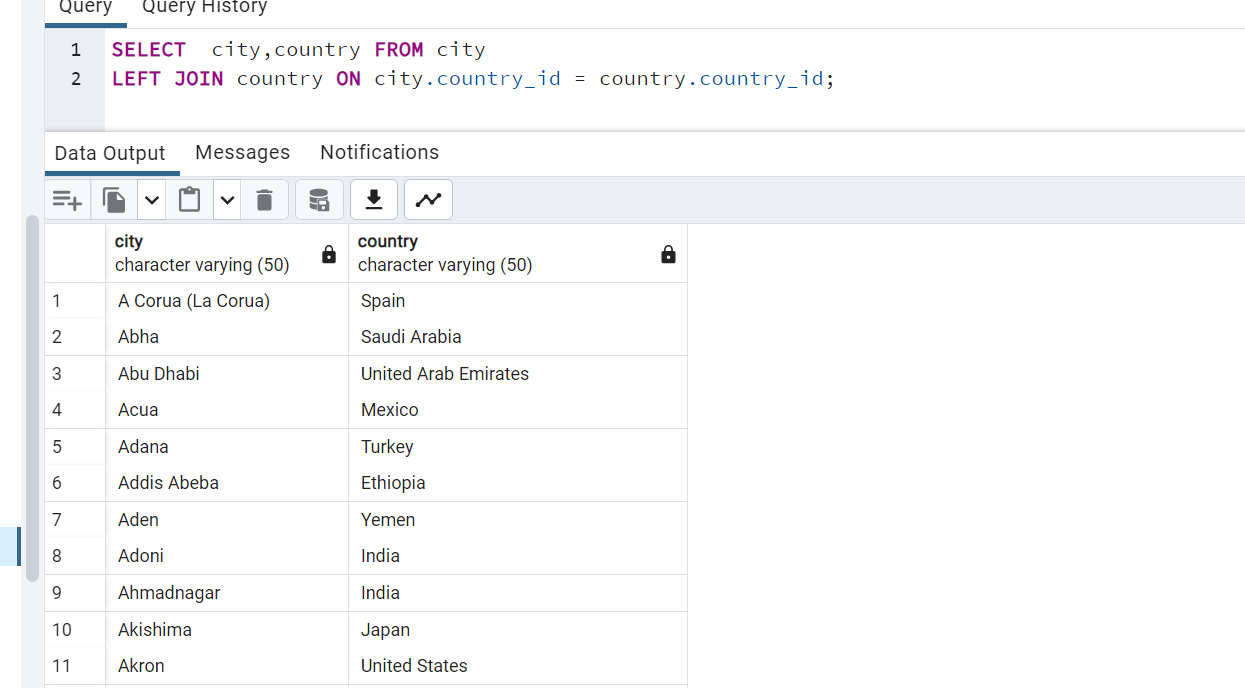 Query Query History
1 SELECT  city,country FROM city
2 LEFT JOIN country ON city.country_id = country.country_id;
Data Output Messages Notifications
city country
character varying (50) character varying (50)
1 A Corua (La Corua) Spain
2 Abha Saudi Arabia
3 Abu Dhabi United Arab Emirates
4 Acua Mexico
5 Adana Turkey
6 Addis Abeba Ethiopia
7 Aden Yemen
8 Adoni India
9 Ahmadnagar India
10 Akishima Japan
11 Akron United States